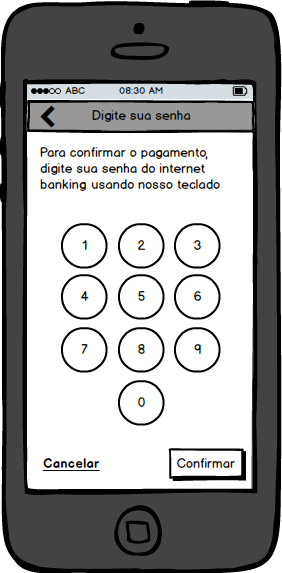 ABC 08:30 AM
Digite sua senha
Para confirmar o pagamento,
digite sua senha do internet
banking usando nosso teclado
1 2 3
4 5 6
7 8 9
0
Cancelar Confirmar